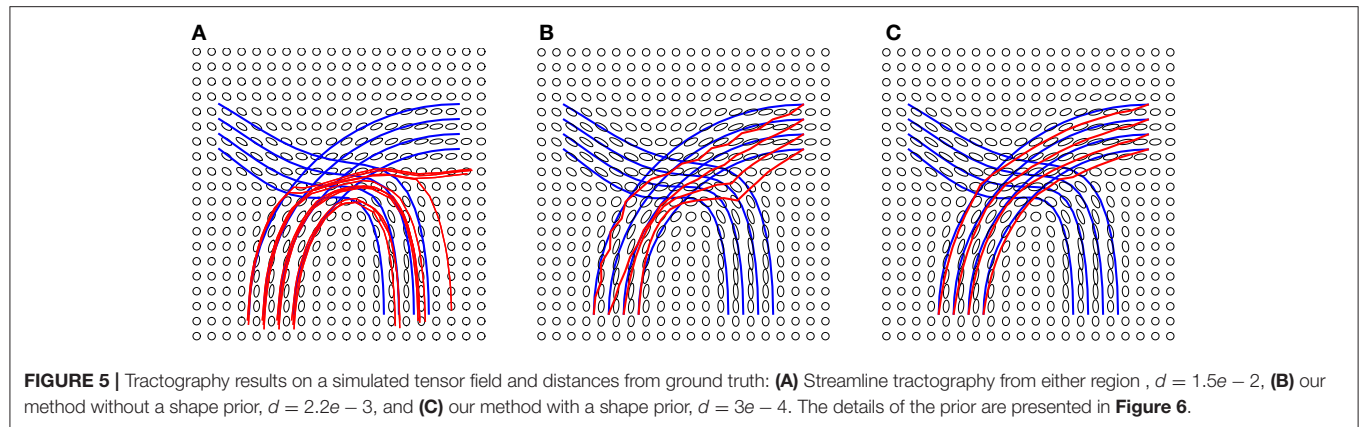 A
B
C
FIGURE 5 | Tractography results on a simulated tensor field and distances from ground truth: (A) Streamline tractography from either region , d = 1.5e − 2, (B) our
method without a shape prior, d = 2.2e − 3, and (C) our method with a shape prior, d = 3e − 4. The details of the prior are presented in Figure 6.